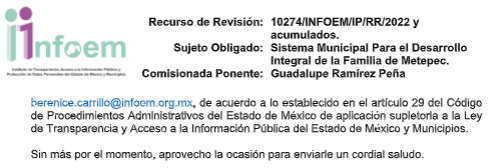 infoem
Instituto de Transparencia, Acceso a la Información Pública y
Protección de Datos Personales del Estado de México y Municipios
Recurso de Revisión: 10274/INFOEM/IP/RR/2022 y
acumulados.
Sujeto Obligado: Sistema Municipal Para el Desarrollo
Integral de la Familia de Metepec.
Comisionada Ponente: Guadalupe Ramírez Peña
berenice.carrillo@infoem.org.mx, de acuerdo a lo establecido en el artículo 29 del Código
de Procedimientos Administrativos del Estado de México de aplicación supletoria a la Ley
de Transparencia y Acceso a la Información Pública del Estado de México y Municipios.
Sin más por el momento, aprovecho la ocasión para enviarle un cordial saludo.